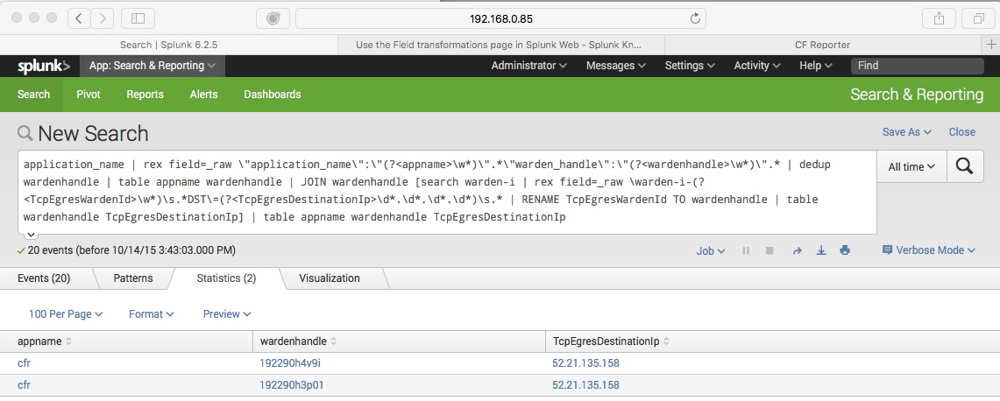 192.168.0.85
Search | Splunk 6.2.5
Use the Field transformations page in Splunk Web - Splunk Kn...
CF Reporter
splunk> App: Search & Reporting Administrator Messages Settings Activity Help Find
Search Pivot Reports Alerts Dashboards Search & Reporting
New Search Save As Close
application_name | rex field=_raw \"application_name\":\"(?<appname>\w*)\".*\"warden_handle\":\"(?<wardenhandle>\w*)\".* | dedup
wardenhandle | table appname wardenhandle | JOIN wardenhandle [search warden-i | rex field=_raw \warden-i-(?
<TcpEgresWardenId>\w*)\s.*DST\=(?<TcpEgresDestinationIp>\d*.\d*.\d*.\d*)\s.* | RENAME TcpEgresWardenId TO wardenhandle | table
wardenhandle TcpEgresDestinationIp] | table appname wardenhandle TcpEgresDestinationIp
All time
20 events (before 10/14/15 3:43:03.000 PM) Job Verbose Mode
Events (20) Patterns Statistics (2) Visualization
100 Per Page Format Preview
appname wardenhandle TcpEgresDestinationIp
cfr 192290h4v9i 52.21.135.158
cfr 192290h3p01 52.21.135.158